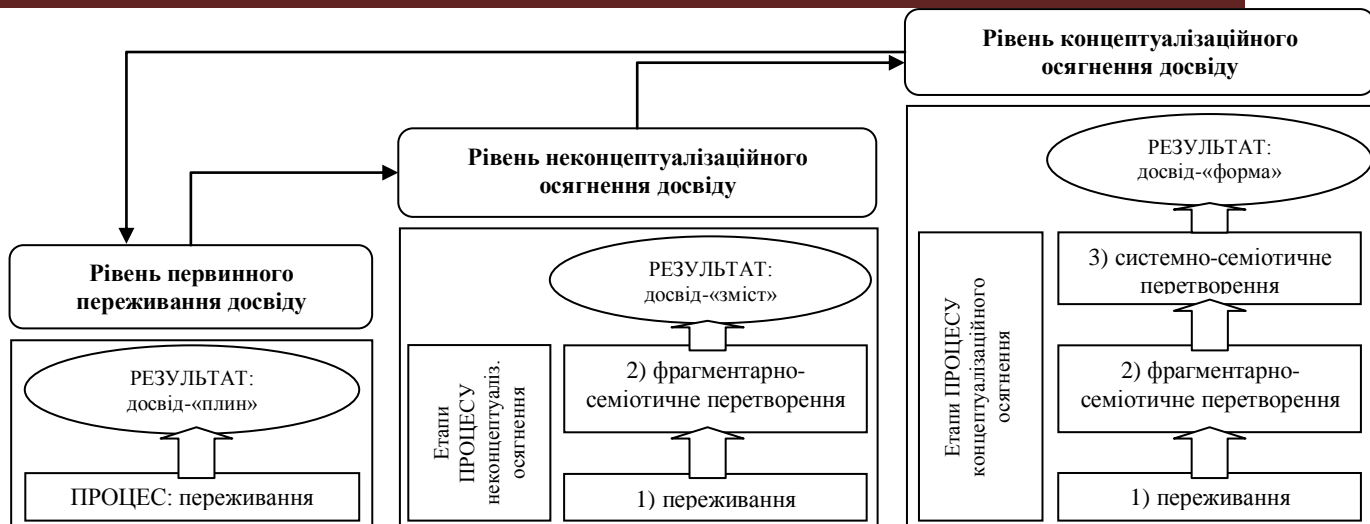 Рівень концептуалізаційного
осягнення досвіду
Рівень неконцептуалізаційного
осягнення досвіду
Рівень первинного
переживання досвіду
РЕЗУЛЬТАТ:
досвід-«плин»
ПРОЦЕС: переживання
Етапи
ПРОЦЕСУ
неконцептуаліз.
осягнення
РЕЗУЛЬТАТ:
досвід-«зміст»
2) фрагментарно-
семіотичне перетворення
1) переживання
Етапи ПРОЦЕСУ
концептуалізаційного
осягнення
РЕЗУЛЬТАТ:
досвід-«форма»
3) системно-семіотичне
перетворення
2) фрагментарно-
семіотичне перетворення
1) переживання